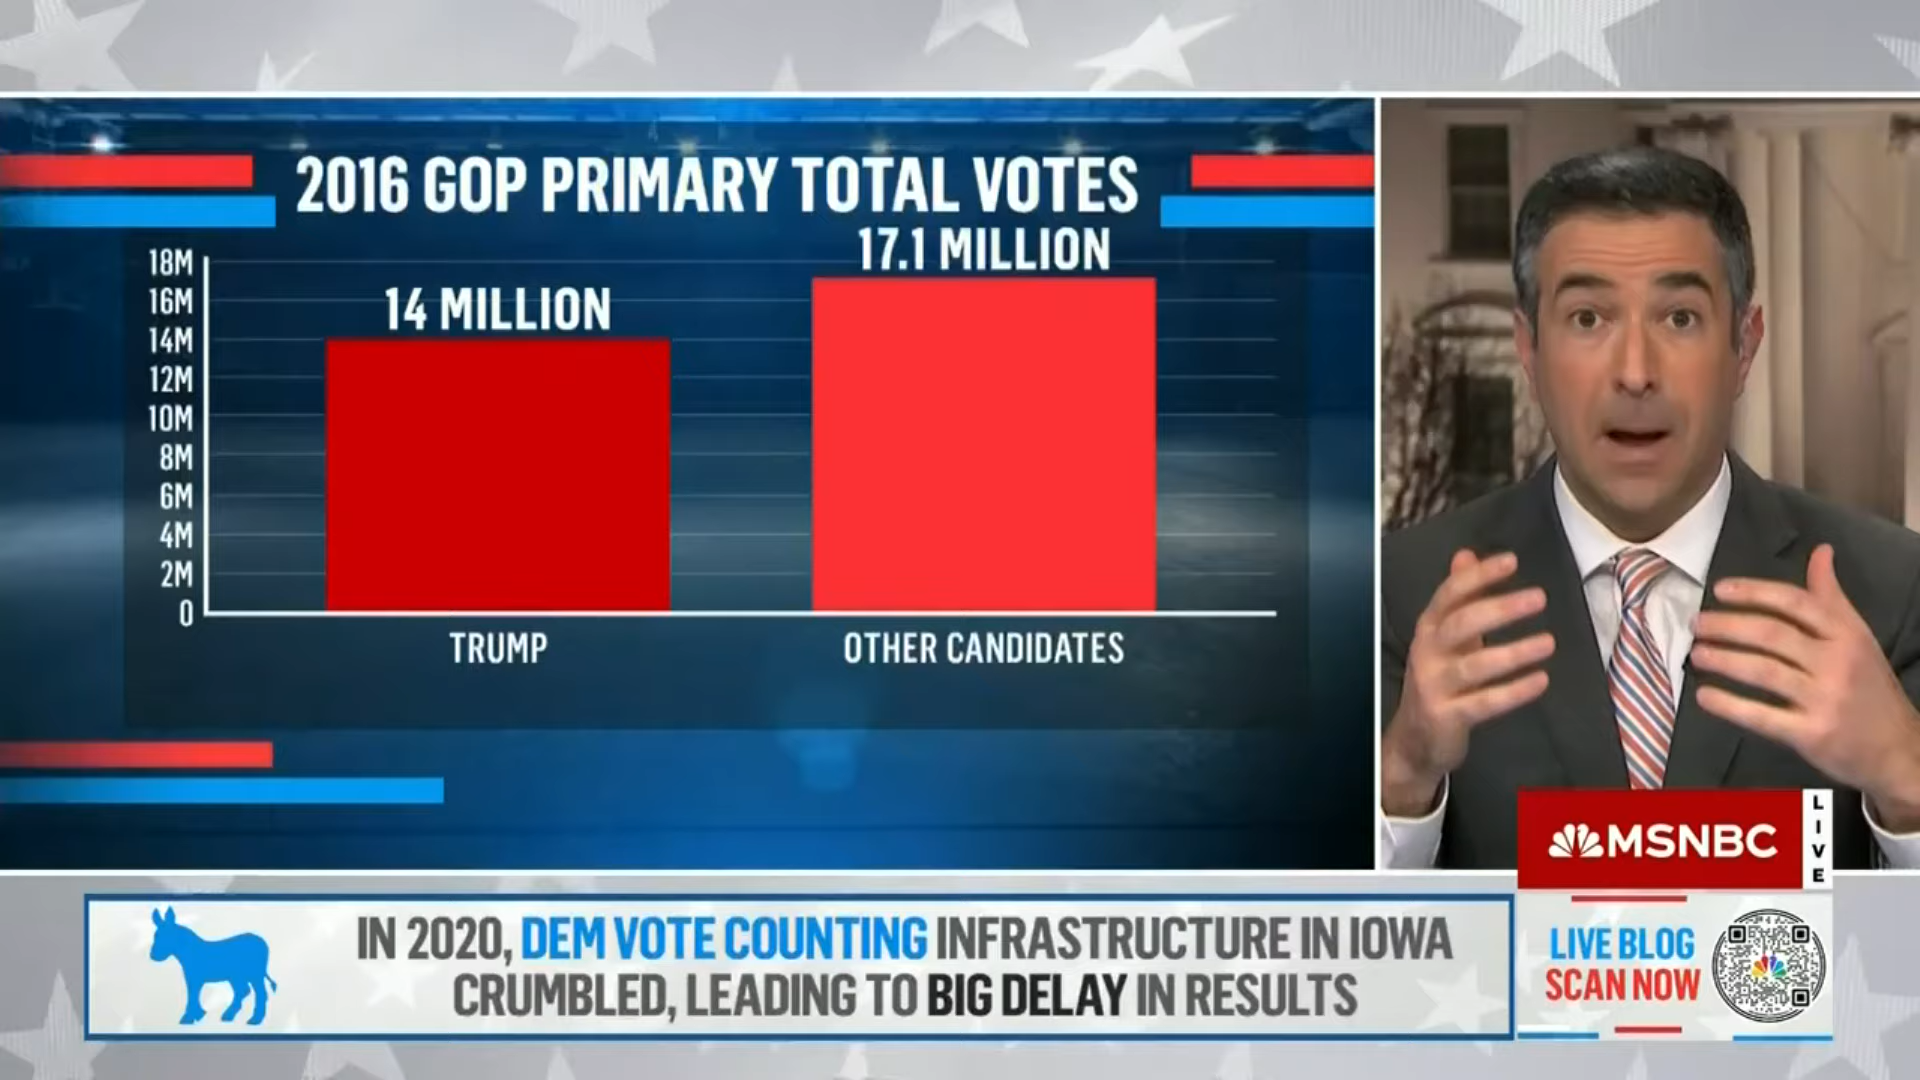 2016 GOP PRIMARY TOTAL VOTES
17.1 MILLION
14 MILLION
18M
16M
14M
12M
10M
8M
6M
4M
2M
0
TRUMP
OTHER CANDIDATES
MSNBC
LIVE
IN 2020, DEM VOTE COUNTING INFRASTRUCTURE IN IOWA
CRUMBLED, LEADING TO BIG DELAY IN RESULTS
LIVE BLOG
SCAN NOW